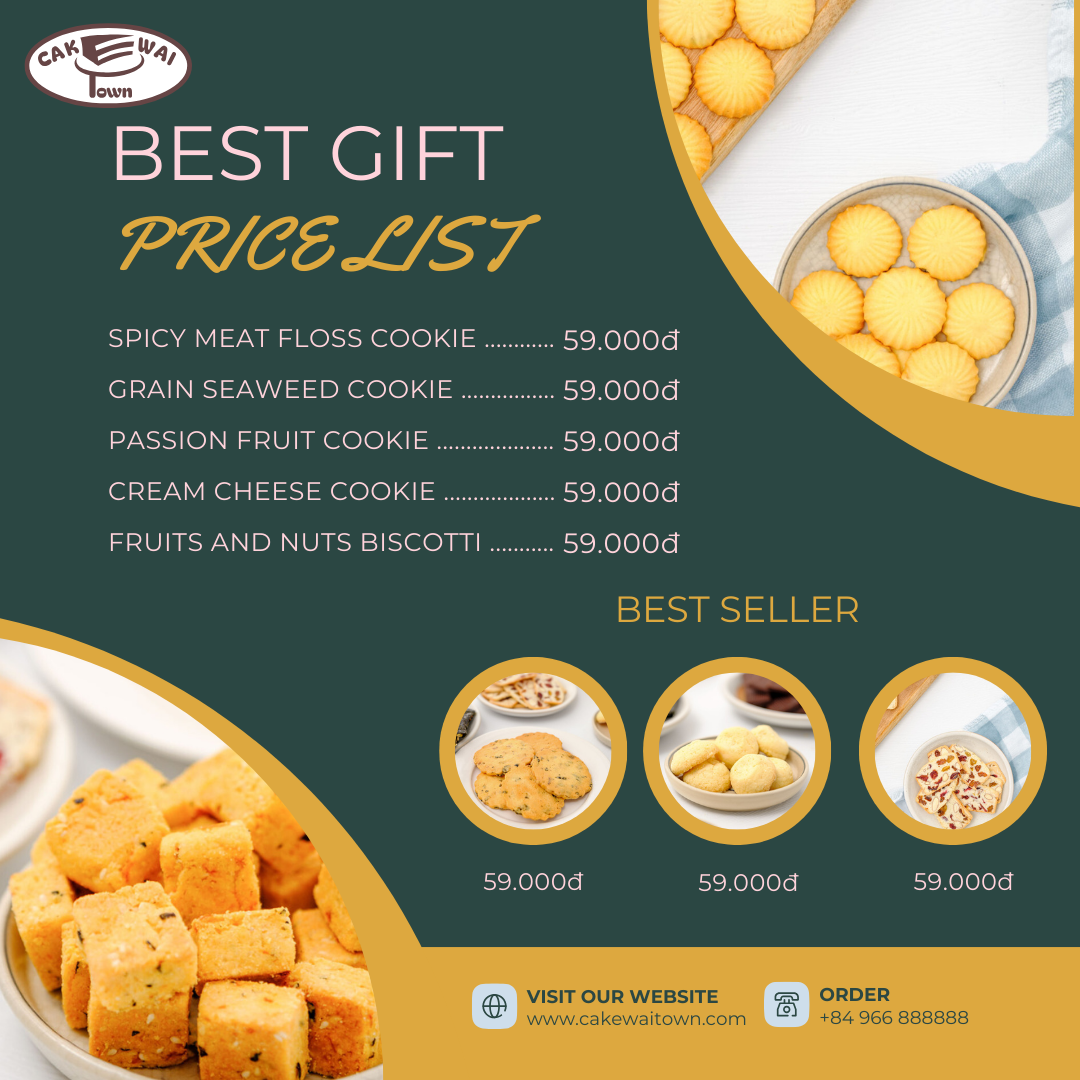 CAKEWAI
Town
BEST GIFT
PRICE LIST
SPICY MEAT FLOSS COOKIE ............ 59.000đ
GRAIN SEAWEED COOKIE ................ 59.000đ
PASSION FRUIT COOKIE .................... 59.000đ
CREAM CHEESE COOKIE ................... 59.000đ
FRUITS AND NUTS BISCOTTI ........... 59.000đ
BEST SELLER
59.000đ 59.000đ 59.000đ
VISIT OUR WEBSITE
www.cakewaitown.com
ORDER
+84 966 888888